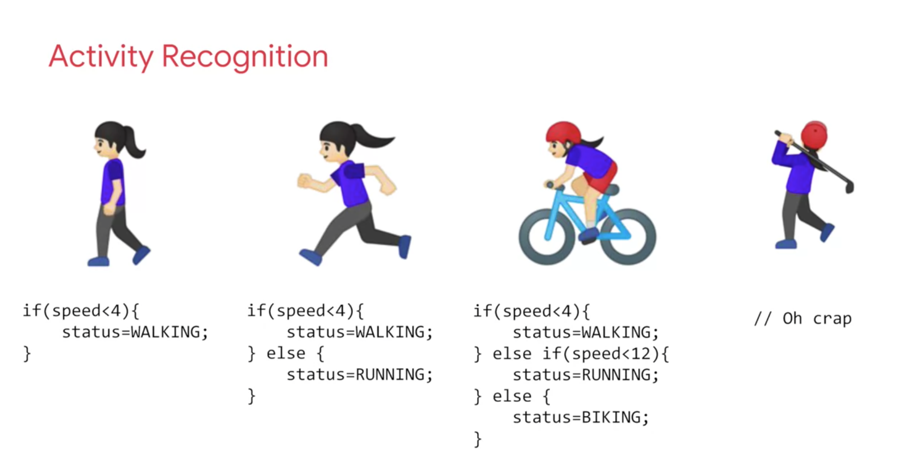 Activity Recognition
if(speed<4){
    status=WALKING;
}
if(speed<4){
    status=WALKING;
} else {
    status=RUNNING;
}
if(speed<4){
    status=WALKING;
} else if(speed<12){
    status=RUNNING;
} else {
    status=BIKING;
}
// Oh crap